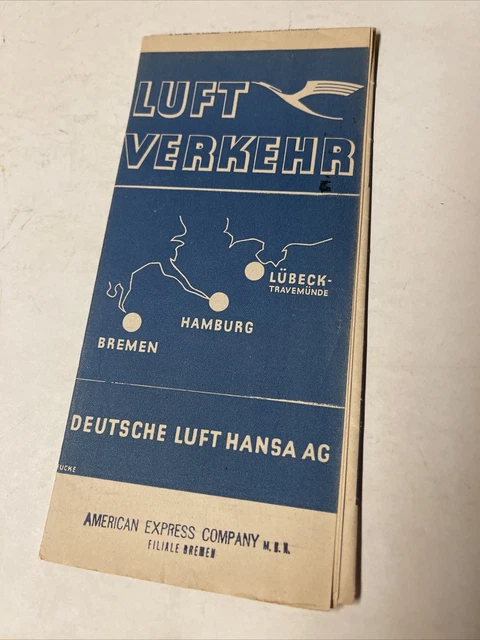 LUFT
VERKEHR
LÜBECK-
TRAVEMÜNDE
HAMBURG
BREMEN
DEUTSCHE LUFT HANSA AG
AMERICAN EXPRESS COMPANY M. B. H.
FILIALE BREMEN